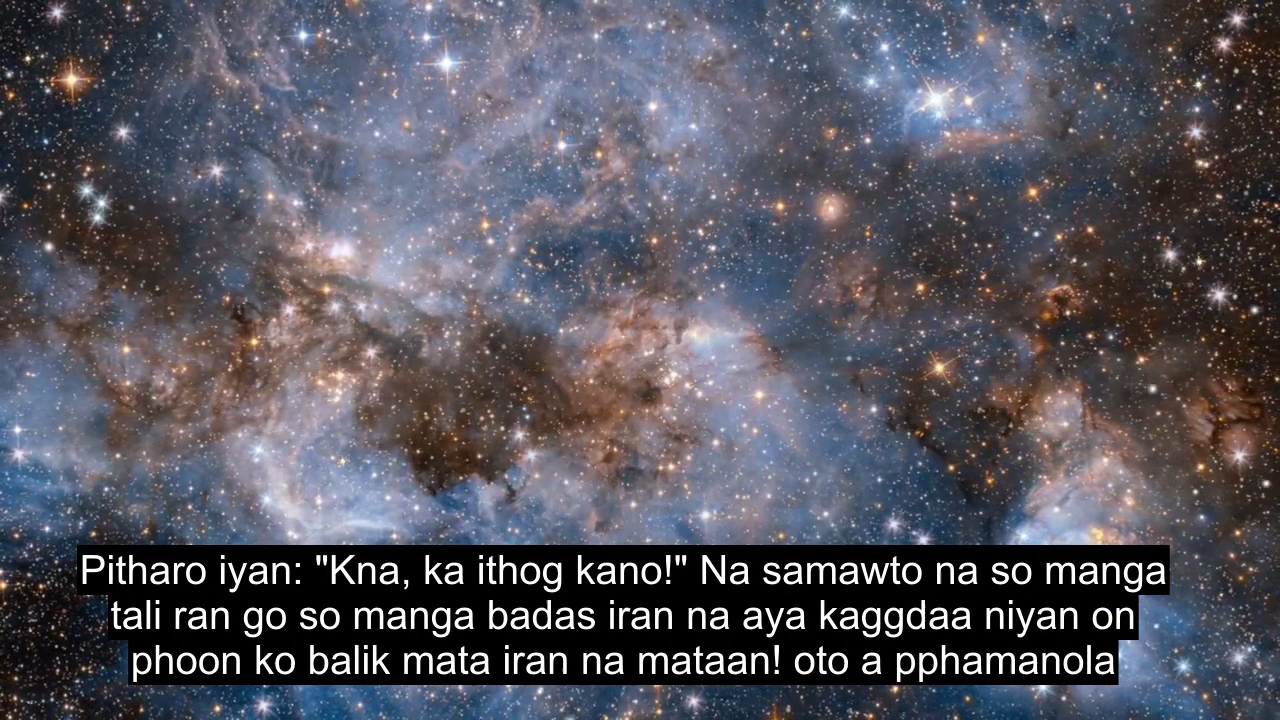 Pitharo iyan: "Kna, ka ithog kano!" Na samawto na so manga
tali ran go so manga badas iran na aya kaggdaa niyan on
phoon ko balik mata iran na mataan! oto a pphamanola